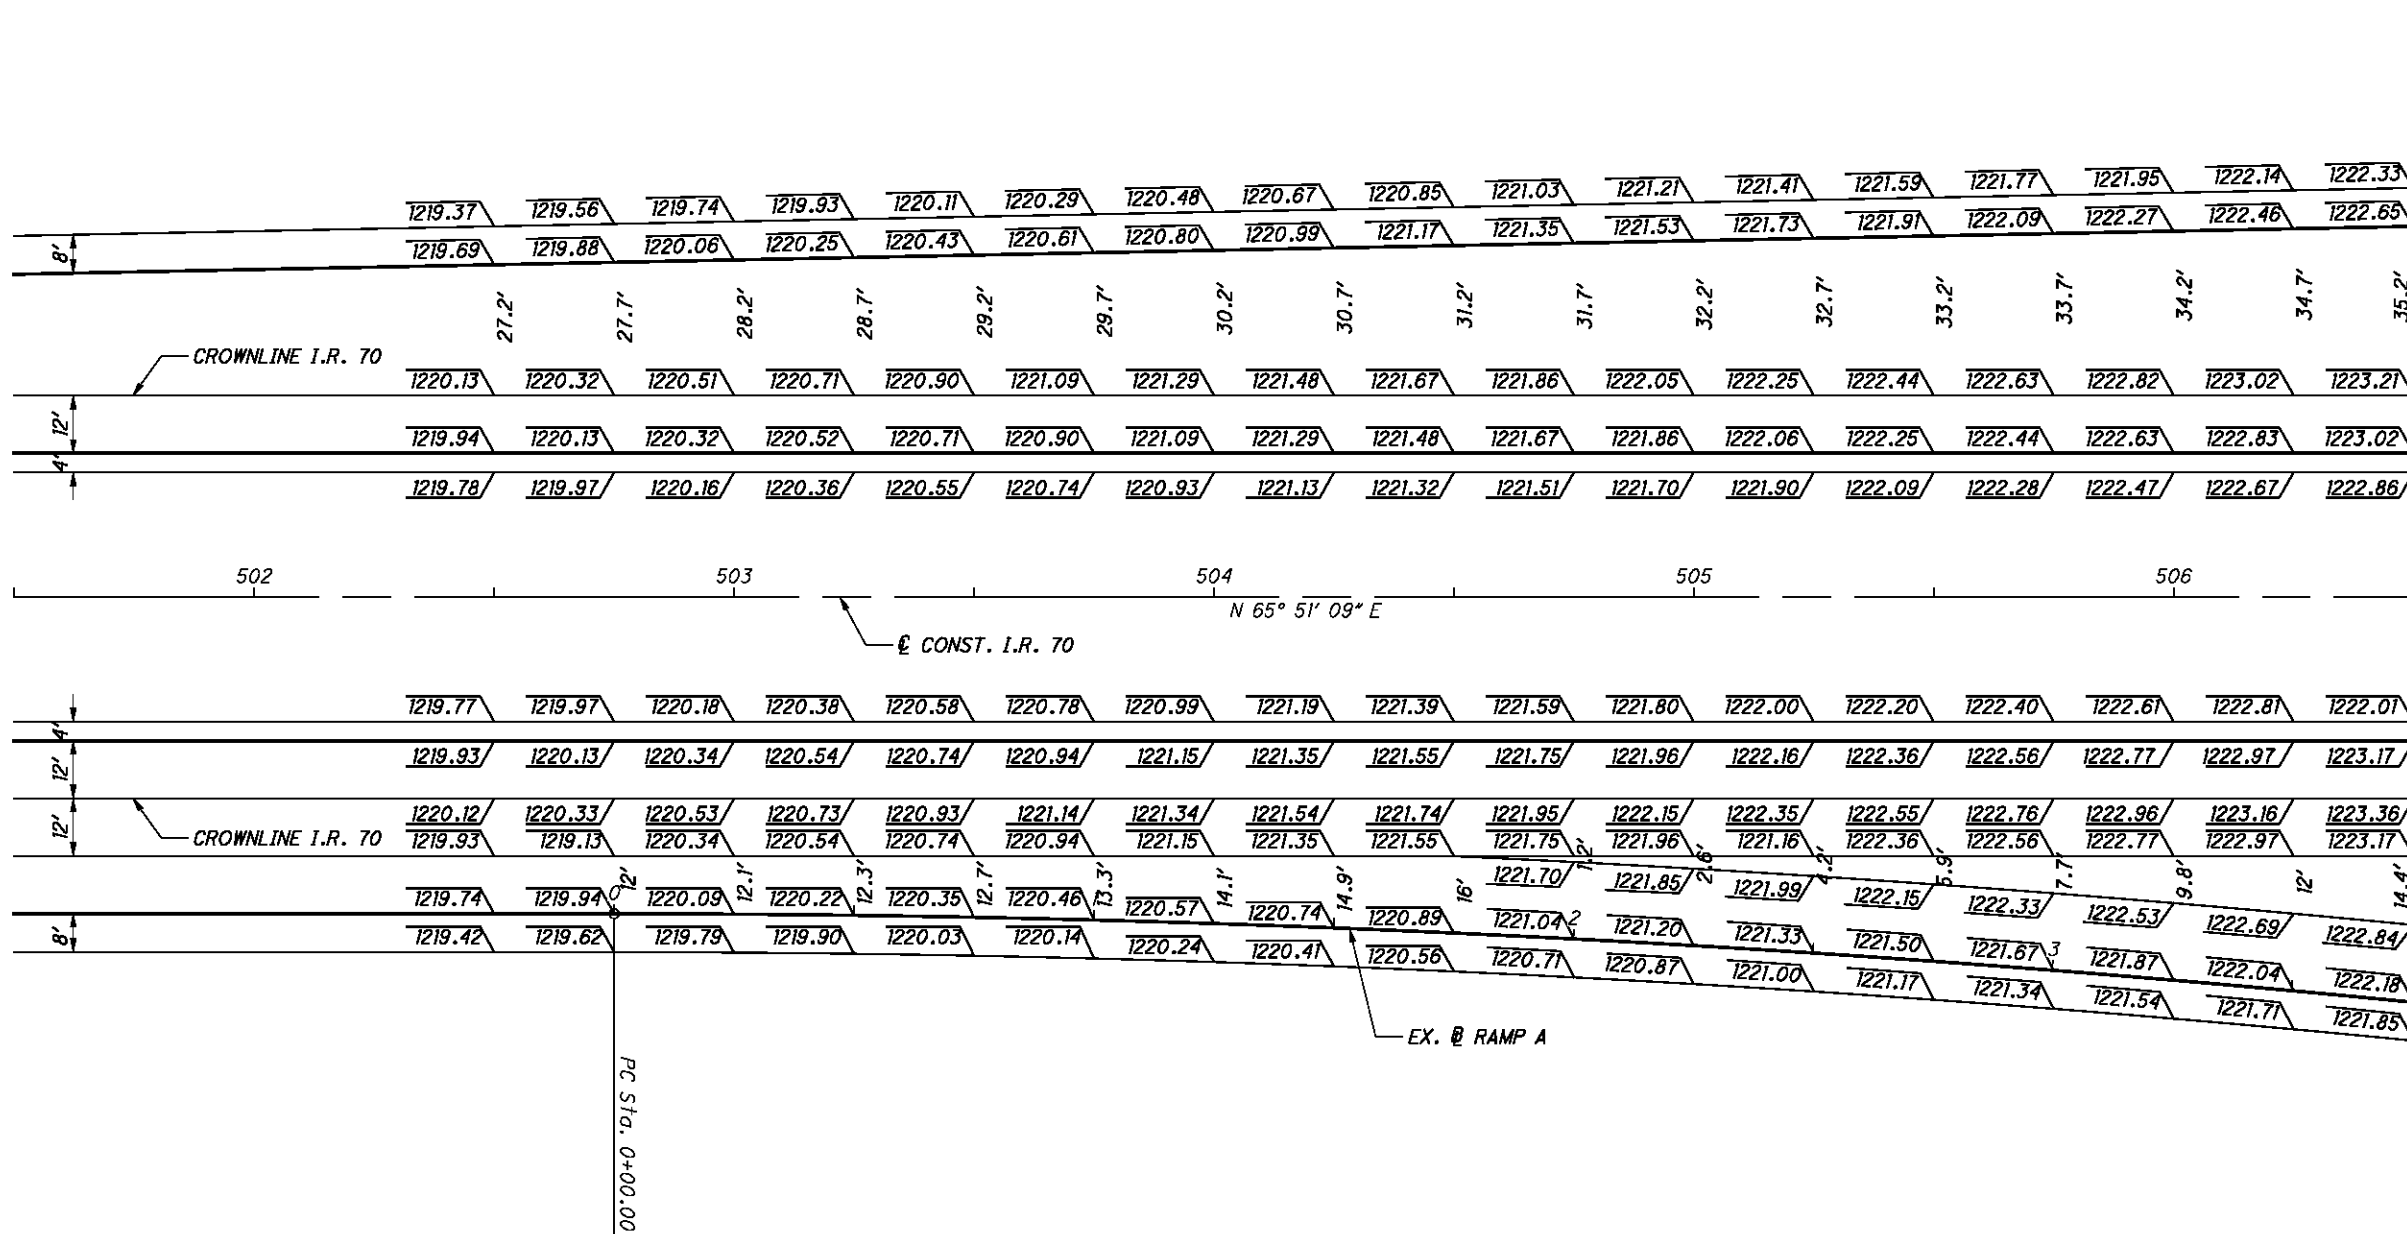 1219.37 1219.56 1219.74 1219.93 1220.11 1220.29 1220.48 1220.67 1220.85 1221.03 1221.21 1221.41 1221.59 1221.77 1221.95 1222.14 1222.33
8' 1219.69 1219.88 1220.06 1220.25 1220.43 1220.61 1220.80 1220.99 1221.17 1221.35 1221.53 1221.73 1221.91 1222.09 1222.27 1222.46 1222.65
27.2' 27.7' 28.2' 28.7' 29.2' 29.7' 30.2' 30.7' 31.2' 31.7' 32.2' 32.7' 33.2' 33.7' 34.2' 34.7' 35.2'
CROWNLINE I.R. 70
1220.13 1220.32 1220.51 1220.71 1220.90 1221.09 1221.29 1221.48 1221.67 1221.86 1222.05 1222.25 1222.44 1222.63 1222.82 1223.02 1223.21
12' 1219.94 1220.13 1220.32 1220.52 1220.71 1220.90 1221.09 1221.29 1221.48 1221.67 1221.86 1222.06 1222.25 1222.44 1222.63 1222.83 1223.02
4' 1219.78 1219.97 1220.16 1220.36 1220.55 1220.74 1220.93 1221.13 1221.32 1221.51 1221.70 1221.90 1222.09 1222.28 1222.47 1222.67 1222.86
502 503 504 505 506
N 65° 51' 09" E
℄ CONST. I.R. 70
1219.77 1219.97 1220.18 1220.38 1220.58 1220.78 1220.99 1221.19 1221.39 1221.59 1221.80 1222.00 1222.20 1222.40 1222.61 1222.81 1222.01
4'
12' 1219.93 1220.13 1220.34 1220.54 1220.74 1220.94 1221.15 1221.35 1221.55 1221.75 1221.96 1222.16 1222.36 1222.56 1222.77 1222.97 1223.17
12' 1220.12 1220.33 1220.53 1220.73 1220.93 1221.14 1221.34 1221.54 1221.74 1221.95 1222.15 1222.35 1222.55 1222.76 1222.96 1223.16 1223.36
CROWNLINE I.R. 70 1219.93 1219.13 1220.34 1220.54 1220.74 1220.94 1221.15 1221.35 1221.55 1221.75 1221.96 1221.16 1222.36 1222.56 1222.77 1222.97 1223.17
1221.70 1221.85 1221.99 1222.15 1222.33 1222.53 1222.69 1222.84
12' 12.1' 12.3' 12.7' 13.3' 14.1' 14.9' 16' 1.2' 2.6' 4.2' 5.9' 7.7' 9.8' 12' 14.4'
0 1 2 3
1219.74 1219.94 1220.09 1220.22 1220.35 1220.46 1220.57 1220.74 1220.89 1221.04 1221.20 1221.33 1221.50 1221.67 1221.87 1222.04 1222.18
8' 1219.42 1219.62 1219.79 1219.90 1220.03 1220.14 1220.24 1220.41 1220.56 1220.71 1220.87 1221.00 1221.17 1221.34 1221.54 1221.71 1221.85
EX. ℄ RAMP A
PC Sta. 0+00.00